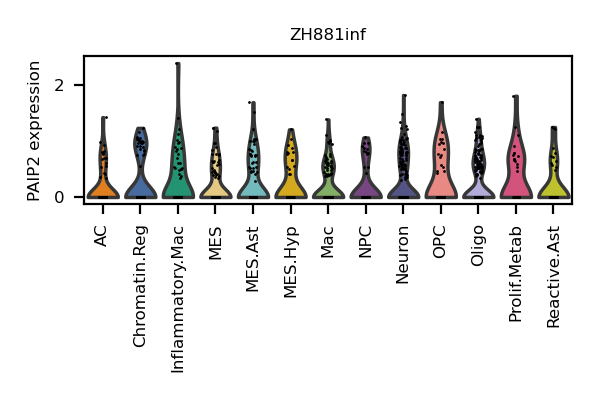 ZH881inf
PAIP2 expression
2
0
AC
Chromatin.Reg
Inflammatory.Mac
MES
MES.Ast
MES.Hyp
Mac
NPC
Neuron
OPC
Oligo
Prolif.Metab
Reactive.Ast